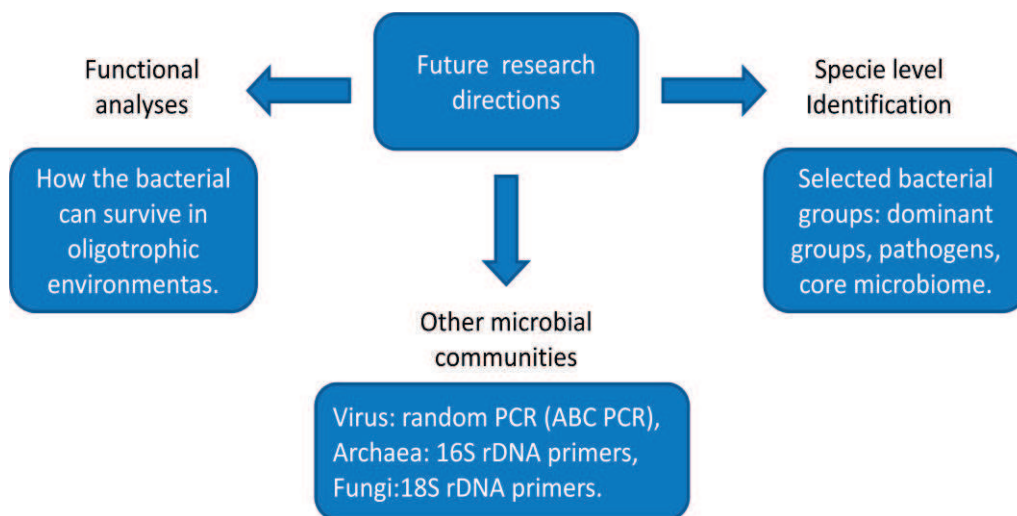 Future research
directions
Functional
analyses
How the bacterial
can survive in
oligotrophic
environmentas.
Other microbial
communities
Virus: random PCR (ABC PCR),
Archaea: 16S rDNA primers,
Fungi:18S rDNA primers.
Specie level
Identification
Selected bacterial
groups: dominant
groups, pathogens,
core microbiome.